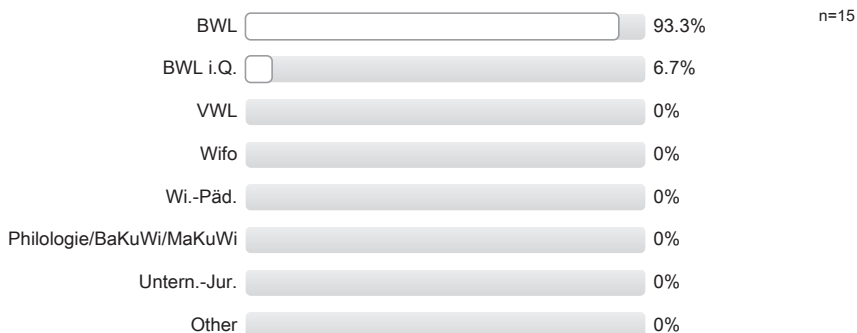 BWL 93.3% n=15
BWL i.Q. 6.7%
VWL 0%
Wifo 0%
Wi.-Päd. 0%
Philologie/BaKuWi/MaKuWi 0%
Untern.-Jur. 0%
Other 0%